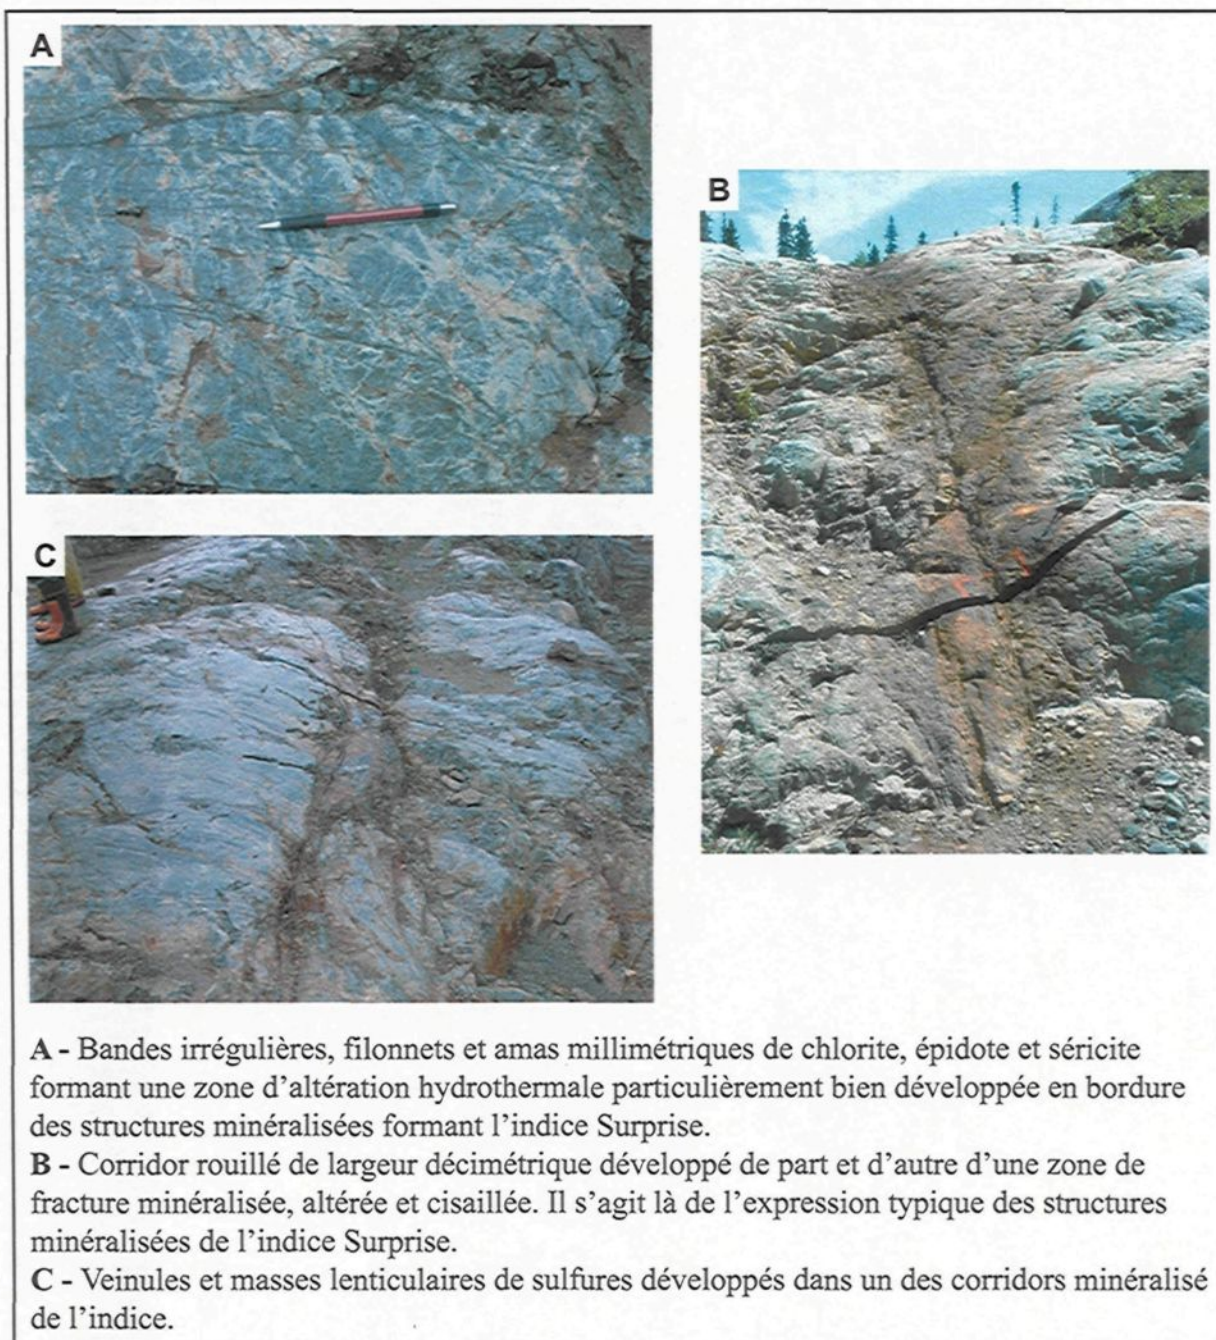 A
B
C
A - Bandes irrégulières, filonnets et amas millimétriques de chlorite, épidote et séricite
formant une zone d'altération hydrothermale particulièrement bien développée en bordure
des structures minéralisées formant l'indice Surprise.
B - Corridor rouillé de largeur décimétrique développé de part et d'autre d'une zone de
fracture minéralisée, altérée et cisaillée. Il s'agit là de l'expression typique des structures
minéralisées de l'indice Surprise.
C - Veinules et masses lenticulaires de sulfures développés dans un des corridors minéralisé
de l'indice.